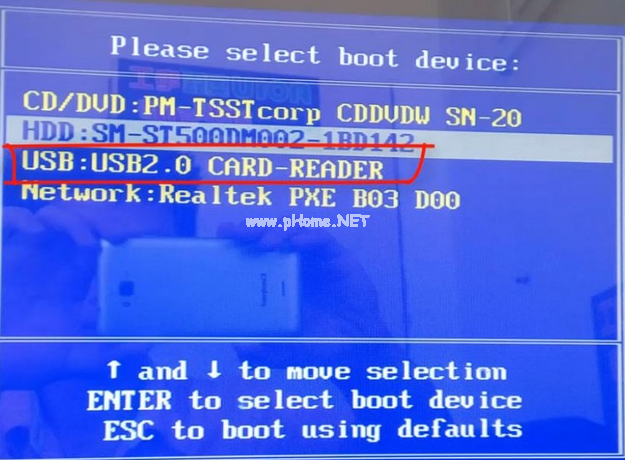 Please select boot device:
CD/DVD:PM-TSSTcorp CDDVDW SN-20
HDD:SM-ST500DM002-1BD142
USB:USB2.0 CARD-READER
Network:Realtek PXE B03 D00
www.pHome.NET
↑ and ↓ to move selection
ENTER to select boot device
ESC to boot using defaults